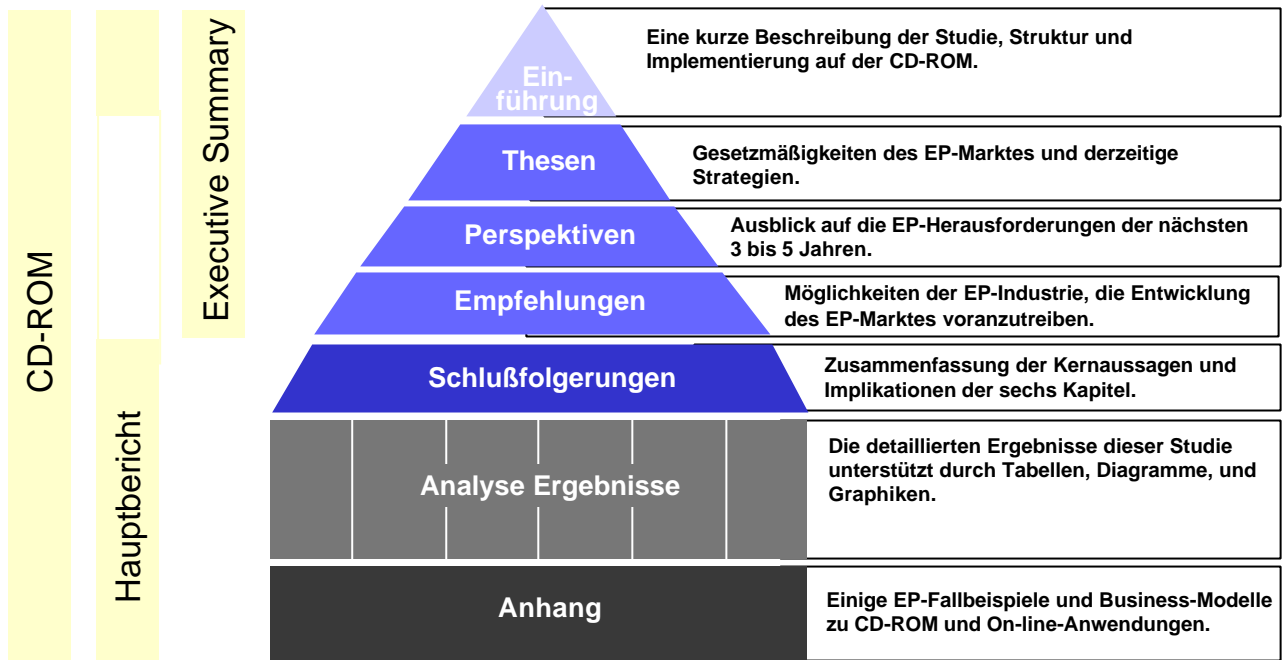 CD-ROM
Hauptbericht
Executive Summary
Ein-
führung
Eine kurze Beschreibung der Studie, Struktur und
Implementierung auf der CD-ROM.
Thesen
Gesetzmäßigkeiten des EP-Marktes und derzeitige
Strategien.
Perspektiven
Ausblick auf die EP-Herausforderungen der nächsten
3 bis 5 Jahren.
Empfehlungen
Möglichkeiten der EP-Industrie, die Entwicklung
des EP-Marktes voranzutreiben.
Schlußfolgerungen
Zusammenfassung der Kernaussagen und
Implikationen der sechs Kapitel.
Analyse Ergebnisse
Die detaillierten Ergebnisse dieser Studie
unterstützt durch Tabellen, Diagramme, und
Graphiken.
Anhang
Einige EP-Fallbeispiele und Business-Modelle
zu CD-ROM und On-line-Anwendungen.